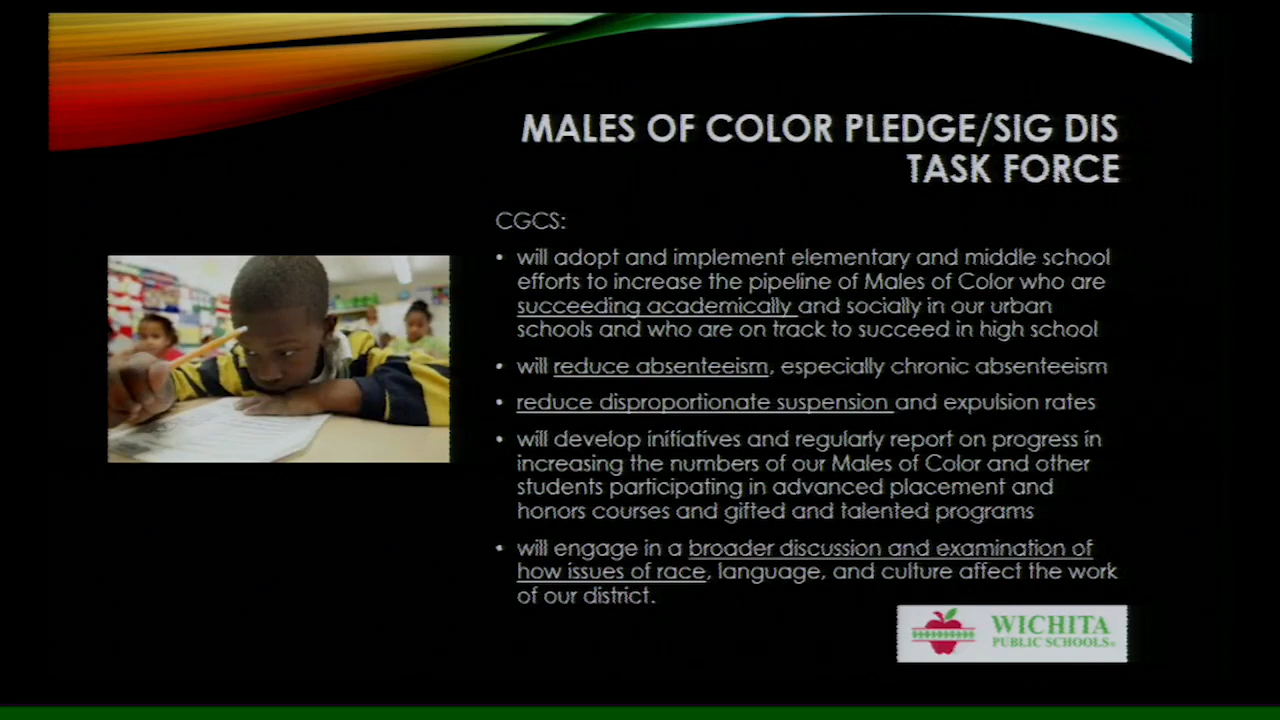 MALES OF COLOR PLEDGE/SIG DIS
TASK FORCE
CGCS:
• will adopt and implement elementary and middle school
efforts to increase the pipeline of Males of Color who are
succeeding academically and socially in our urban
schools and who are on track to succeed in high school
• will reduce absenteeism, especially chronic absenteeism
• reduce disproportionate suspension and expulsion rates
• will develop initiatives and regularly report on progress in
increasing the numbers of our Males of Color and other
students participating in advanced placement and
honors courses and gifted and talented programs
• will engage in a broader discussion and examination of
how issues of race, language, and culture affect the work
of our district.
WICHITA
PUBLIC SCHOOLS